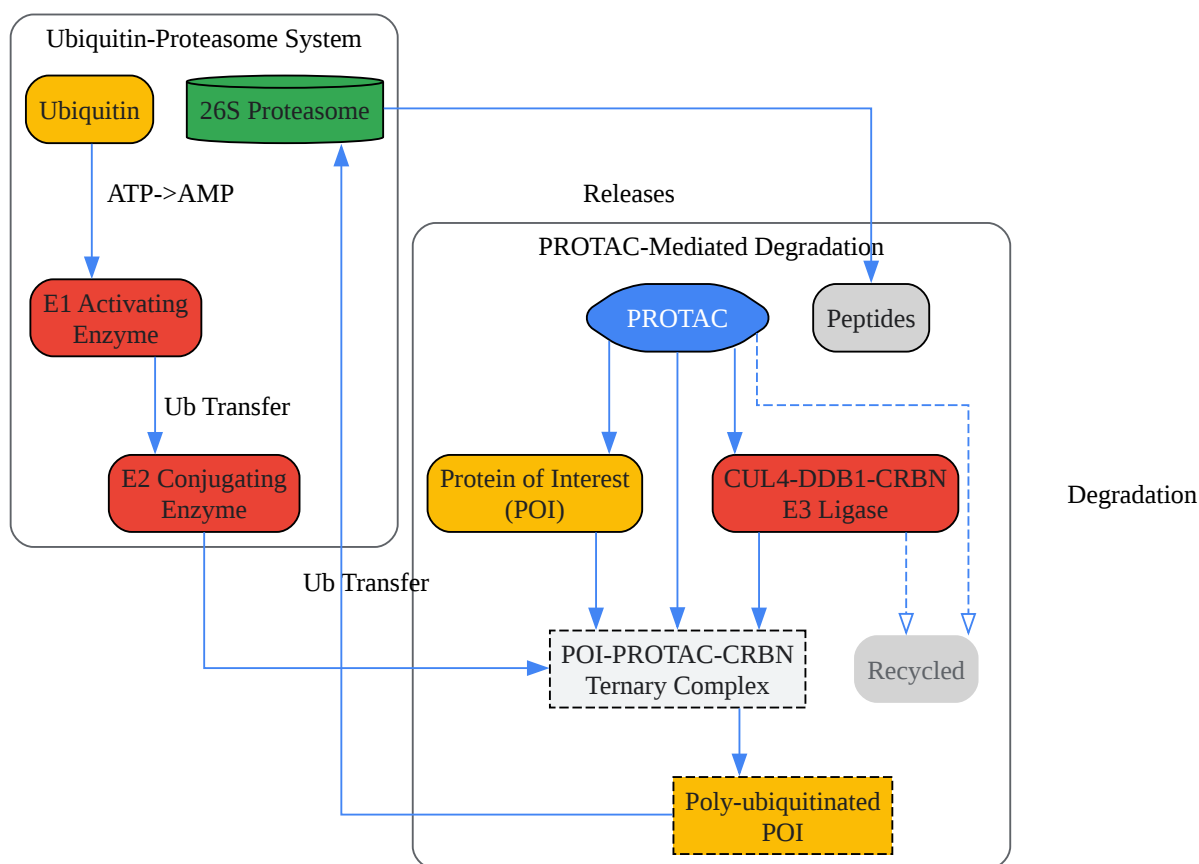 Ubiquitin-Proteasome System
Ubiquitin
26S Proteasome
ATP->AMP
Releases
PROTAC-Mediated Degradation
E1 Activating
Enzyme
PROTAC
Peptides
Ub Transfer
E2 Conjugating
Enzyme
Protein of Interest
(POI)
CUL4-DDB1-CRBN
E3 Ligase
Degradation
Ub Transfer
POI-PROTAC-CRBN
Ternary Complex
Recycled
Poly-ubiquitinated
POI